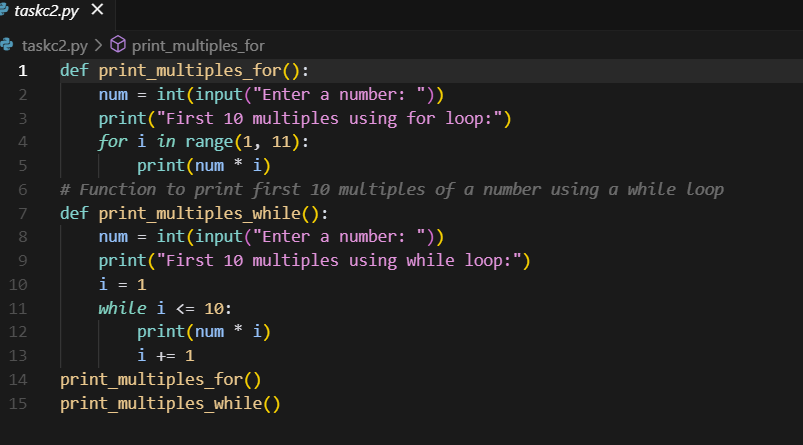 taskc2.py ×
taskc2.py > print_multiples_for
1 def print_multiples_for():
2     num = int(input("Enter a number: "))
3     print("First 10 multiples using for loop:")
4     for i in range(1, 11):
5         print(num * i)
6 # Function to print first 10 multiples of a number using a while loop
7 def print_multiples_while():
8     num = int(input("Enter a number: "))
9     print("First 10 multiples using while loop:")
10     i = 1
11     while i <= 10:
12         print(num * i)
13         i += 1
14 print_multiples_for()
15 print_multiples_while()